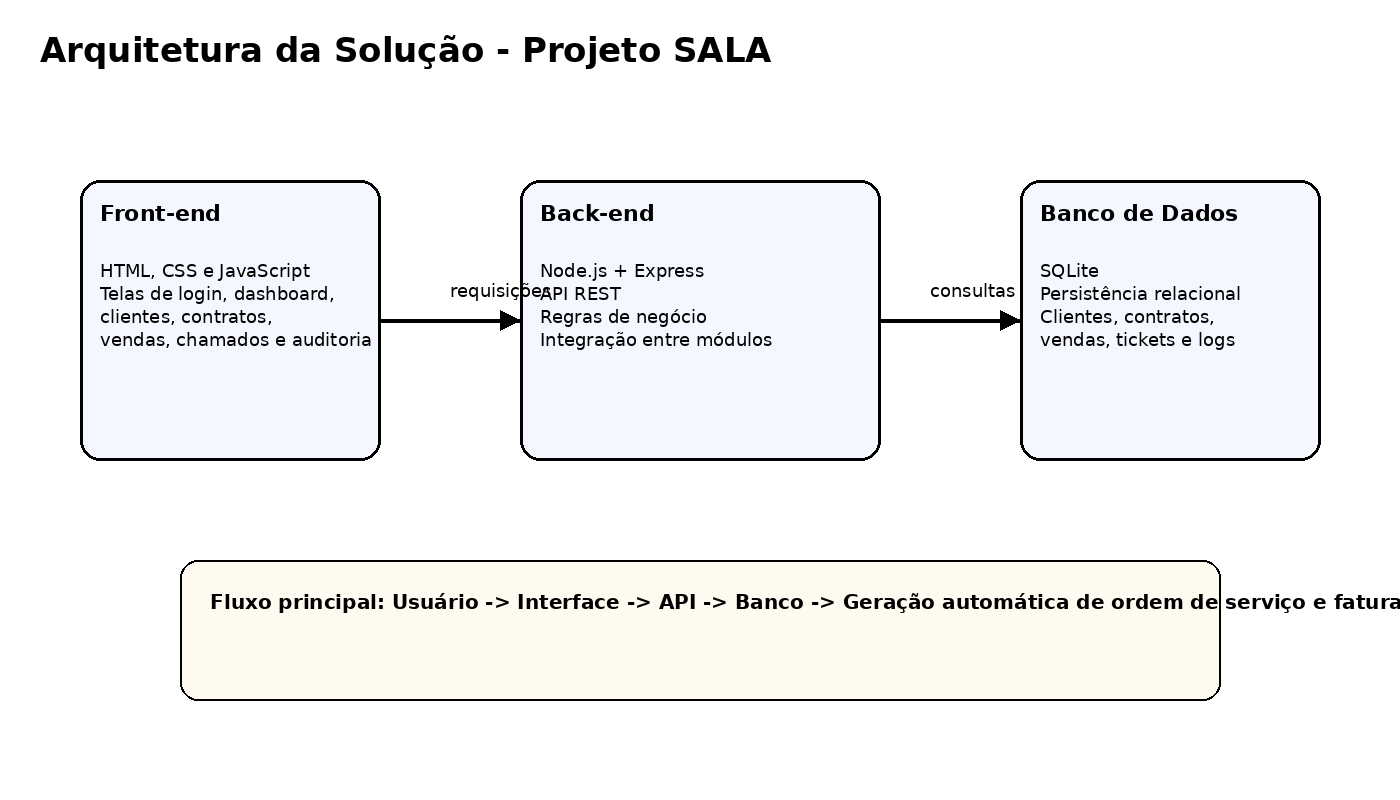 Arquitetura da Solução - Projeto SALA
Front-end
HTML, CSS e JavaScript
Telas de login, dashboard,
clientes, contratos,
vendas, chamados e auditoria
requisições
Back-end
Node.js + Express
API REST
Regras de negócio
Integração entre módulos
consultas
Banco de Dados
SQLite
Persistência relacional
Clientes, contratos,
vendas, tickets e logs
Fluxo principal: Usuário -> Interface -> API -> Banco -> Geração automática de ordem de serviço e fatura